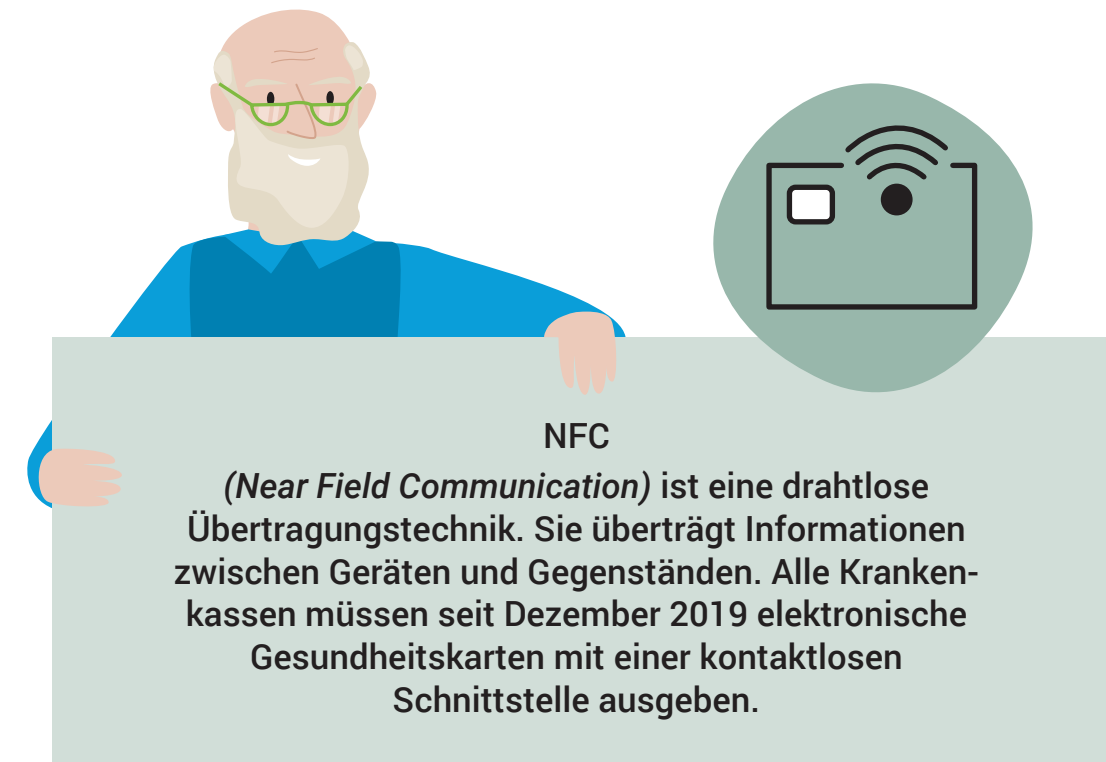 NFC
(Near Field Communication) ist eine drahtlose
Übertragungstechnik. Sie überträgt Informationen
zwischen Geräten und Gegenständen. Alle Kranken-
kassen müssen seit Dezember 2019 elektronische
Gesundheitskarten mit einer kontaktlosen
Schnittstelle ausgeben.